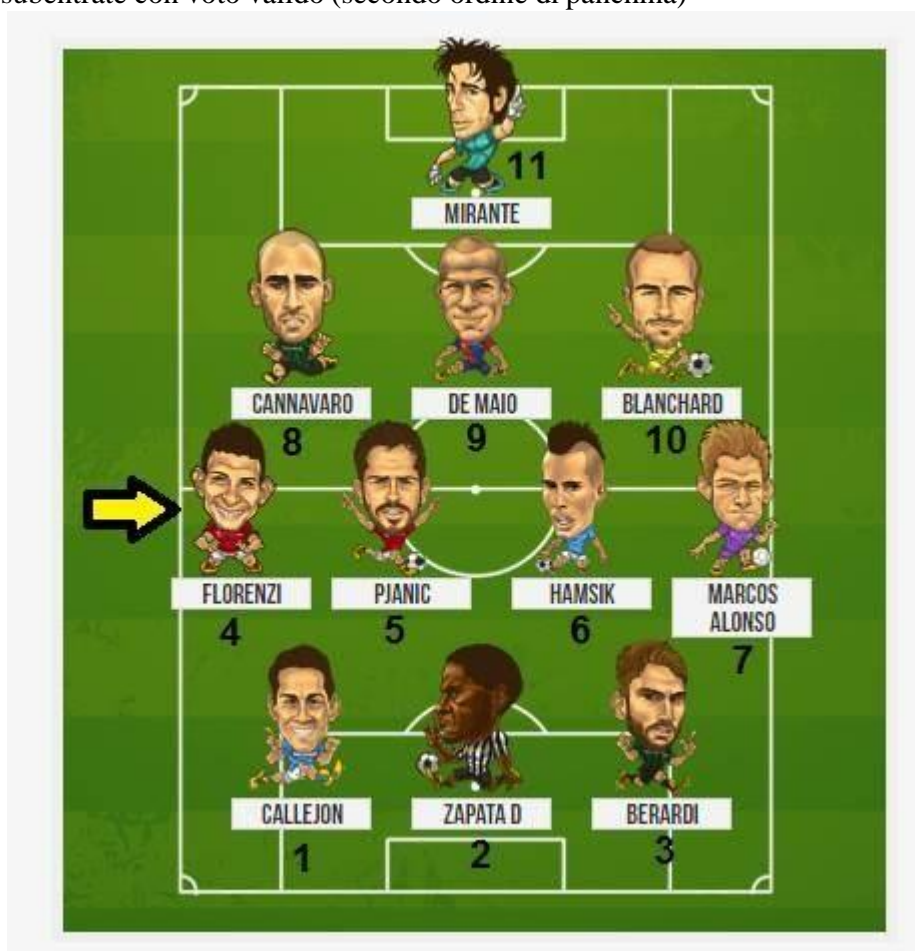 subentrate con voto valido (secondo ordine di panchina)
11
MIRANTE
CANNAVARO DE MAIO BLANCHARD
8 9 10
FLORENZI PJANIC HAMSIK MARCOS
ALONSO
4 5 6 7
CALLEJON ZAPATA D BERARDI
1 2 3